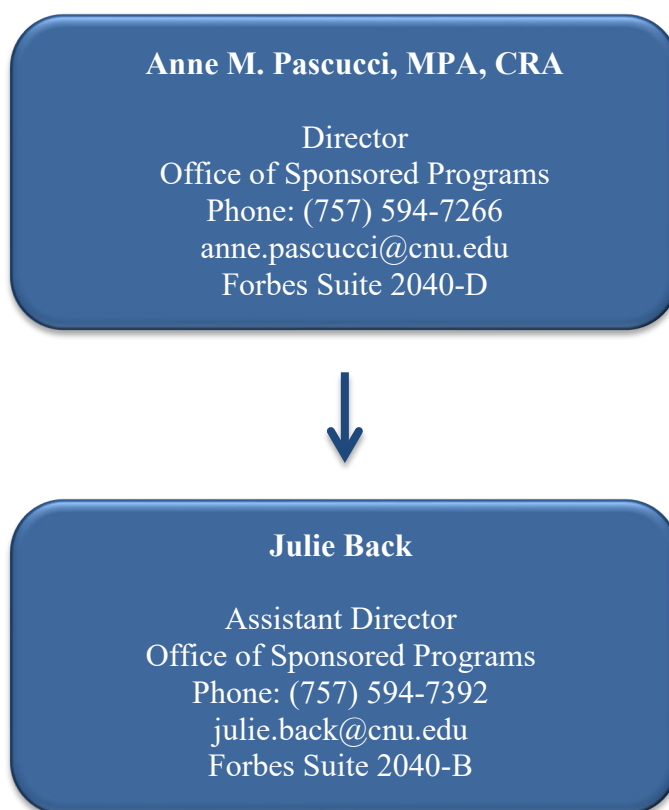 Anne M. Pascucci, MPA, CRA
Director
Office of Sponsored Programs
Phone: (757) 594-7266
anne.pascucci@cnu.edu
Forbes Suite 2040-D
Julie Back
Assistant Director
Office of Sponsored Programs
Phone: (757) 594-7392
julie.back@cnu.edu
Forbes Suite 2040-B